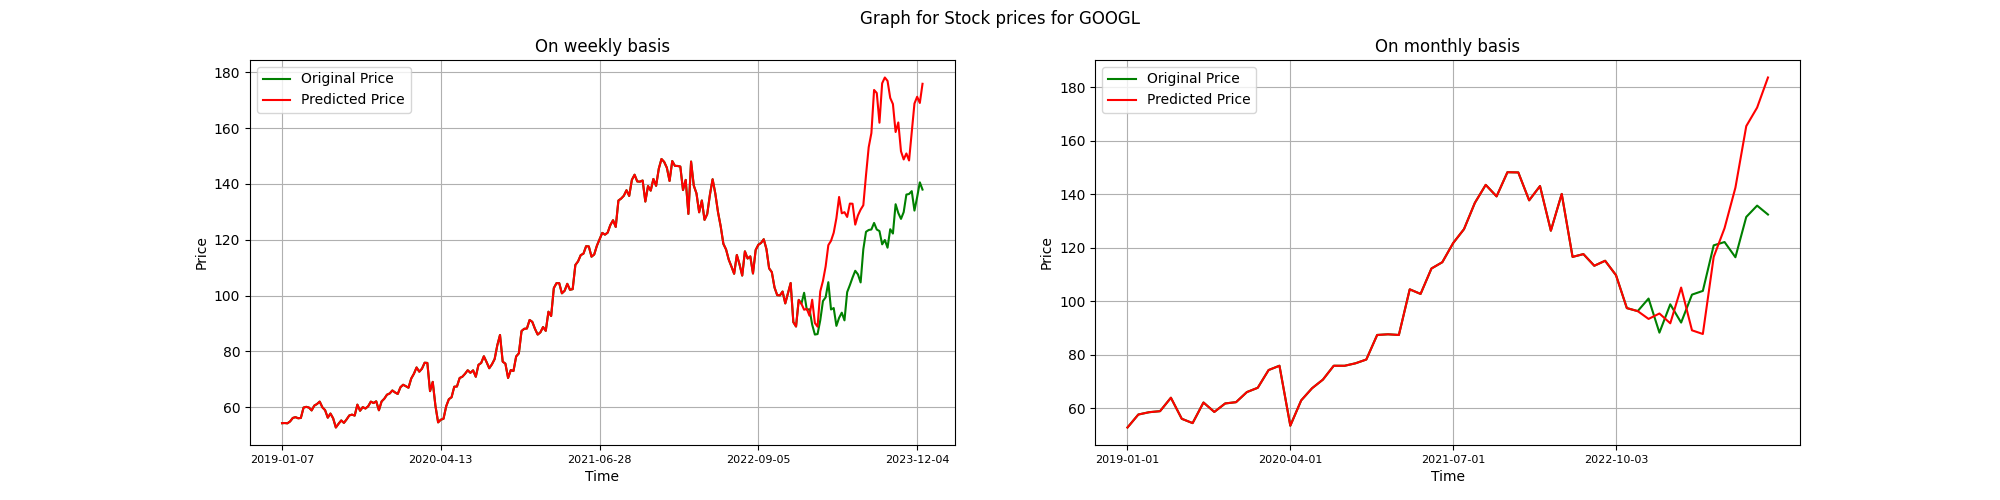 Graph for Stock prices for GOOGL
On weekly basis
Original Price
Predicted Price
180
160
140
120
100
80
60
Price
2019-01-07 2020-04-13 2021-06-28 2022-09-05 2023-12-04
Time
On monthly basis
Original Price
Predicted Price
180
160
140
120
100
80
60
Price
2019-01-01 2020-04-01 2021-07-01 2022-10-03
Time